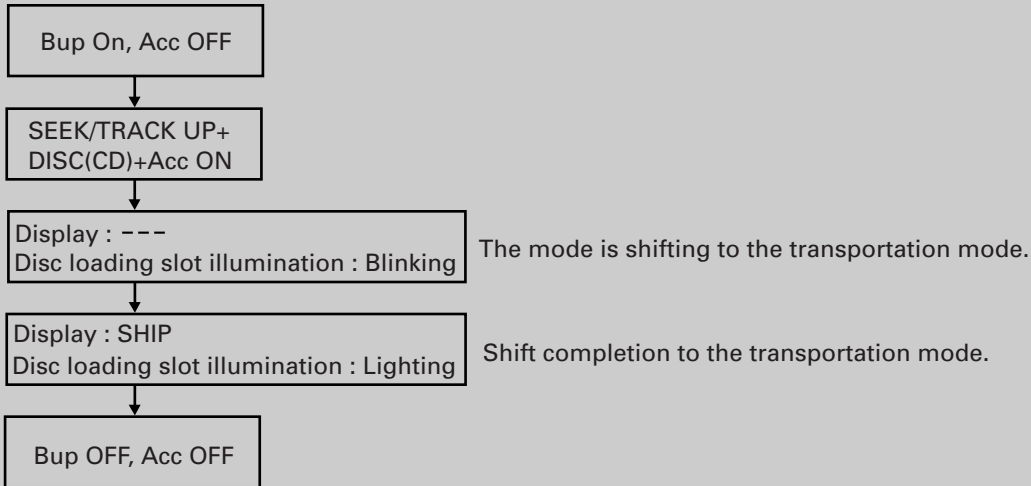 Bup On, Acc OFF
SEEK/TRACK UP+
DISC(CD)+Acc ON
Display : ---
Disc loading slot illumination : Blinking
The mode is shifting to the transportation mode.
Display : SHIP
Disc loading slot illumination : Lighting
Shift completion to the transportation mode.
Bup OFF, Acc OFF